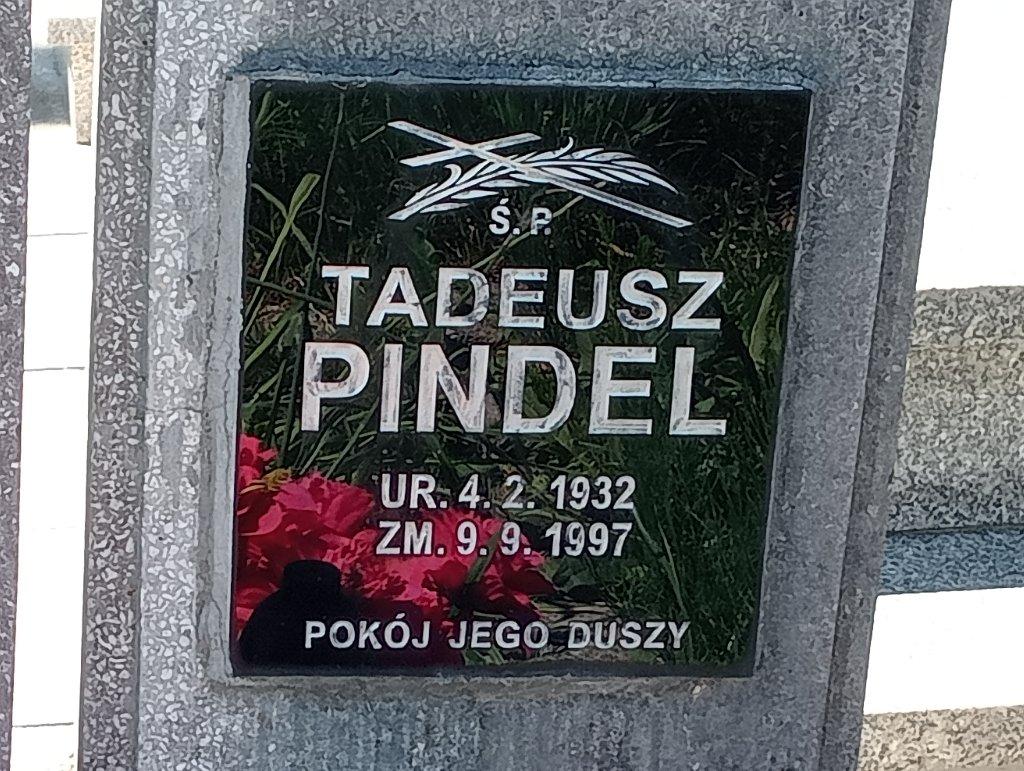 Ś. P.
TADEUSZ
PINDEL
UR. 4. 2. 1932
ZM. 9. 9. 1997
POKÓJ JEGO DUSZY